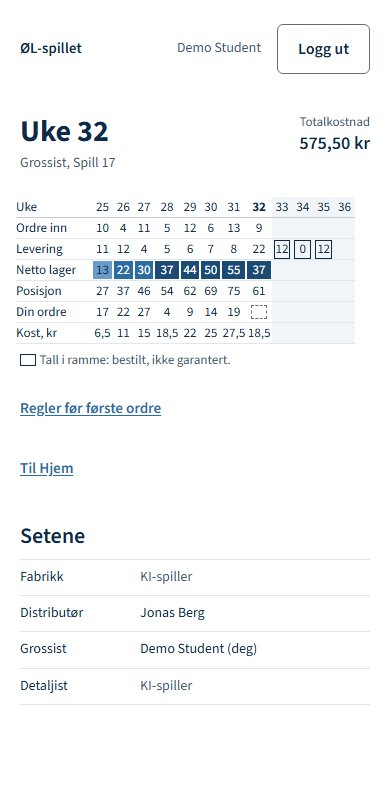 ØL-spillet Demo Student Logg ut
Uke 32 Totalkostnad
Grossist, Spill 17 575,50 kr
Uke 25 26 27 28 29 30 31 32 33 34 35 36
Ordre inn 10 4 11 5 12 6 13 9
Levering 11 12 4 5 6 7 8 22 12 0 12
Netto lager 13 22 30 37 44 50 55 37
Posisjon 27 37 46 54 62 69 75 61
Din ordre 17 22 27 4 9 14 19
Kost, kr 6,5 11 15 18,5 22 25 27,5 18,5
Tall i ramme: bestilt, ikke garantert.
Regler før første ordre
Til Hjem
Setene
Fabrikk KI-spiller
Distributør Jonas Berg
Grossist Demo Student (deg)
Detaljist KI-spiller